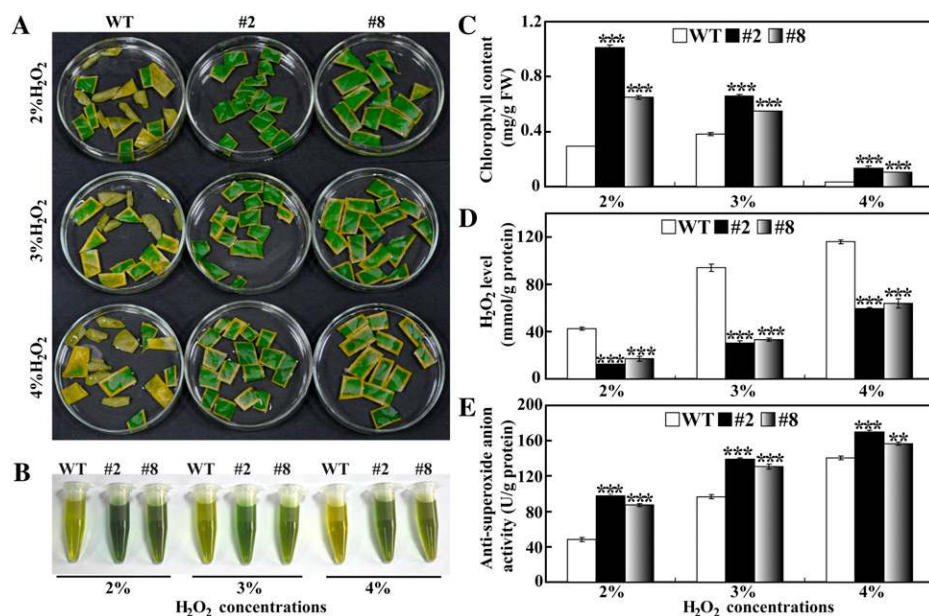 A
WT #2 #8
2%H₂O₂
3%H₂O₂
4%H₂O₂
B
WT #2 #8 WT #2 #8 WT #2 #8
2% 3% 4%
H₂O₂ concentrations
C
WT #2 #8
Chlorophyll content
(mg/g FW)
1.2
0.8
0.4
0
*** *** *** *** *** ***
2% 3% 4%
D
WT #2 #8
H₂O₂ level
(mmol/g protein)
120
80
40
0
*** *** *** *** *** ***
2% 3% 4%
E
WT #2 #8
Anti-superoxide anion
activity (U/g protein)
200
160
120
80
40
0
*** *** *** *** *** **
2% 3% 4%
H₂O₂ concentrations